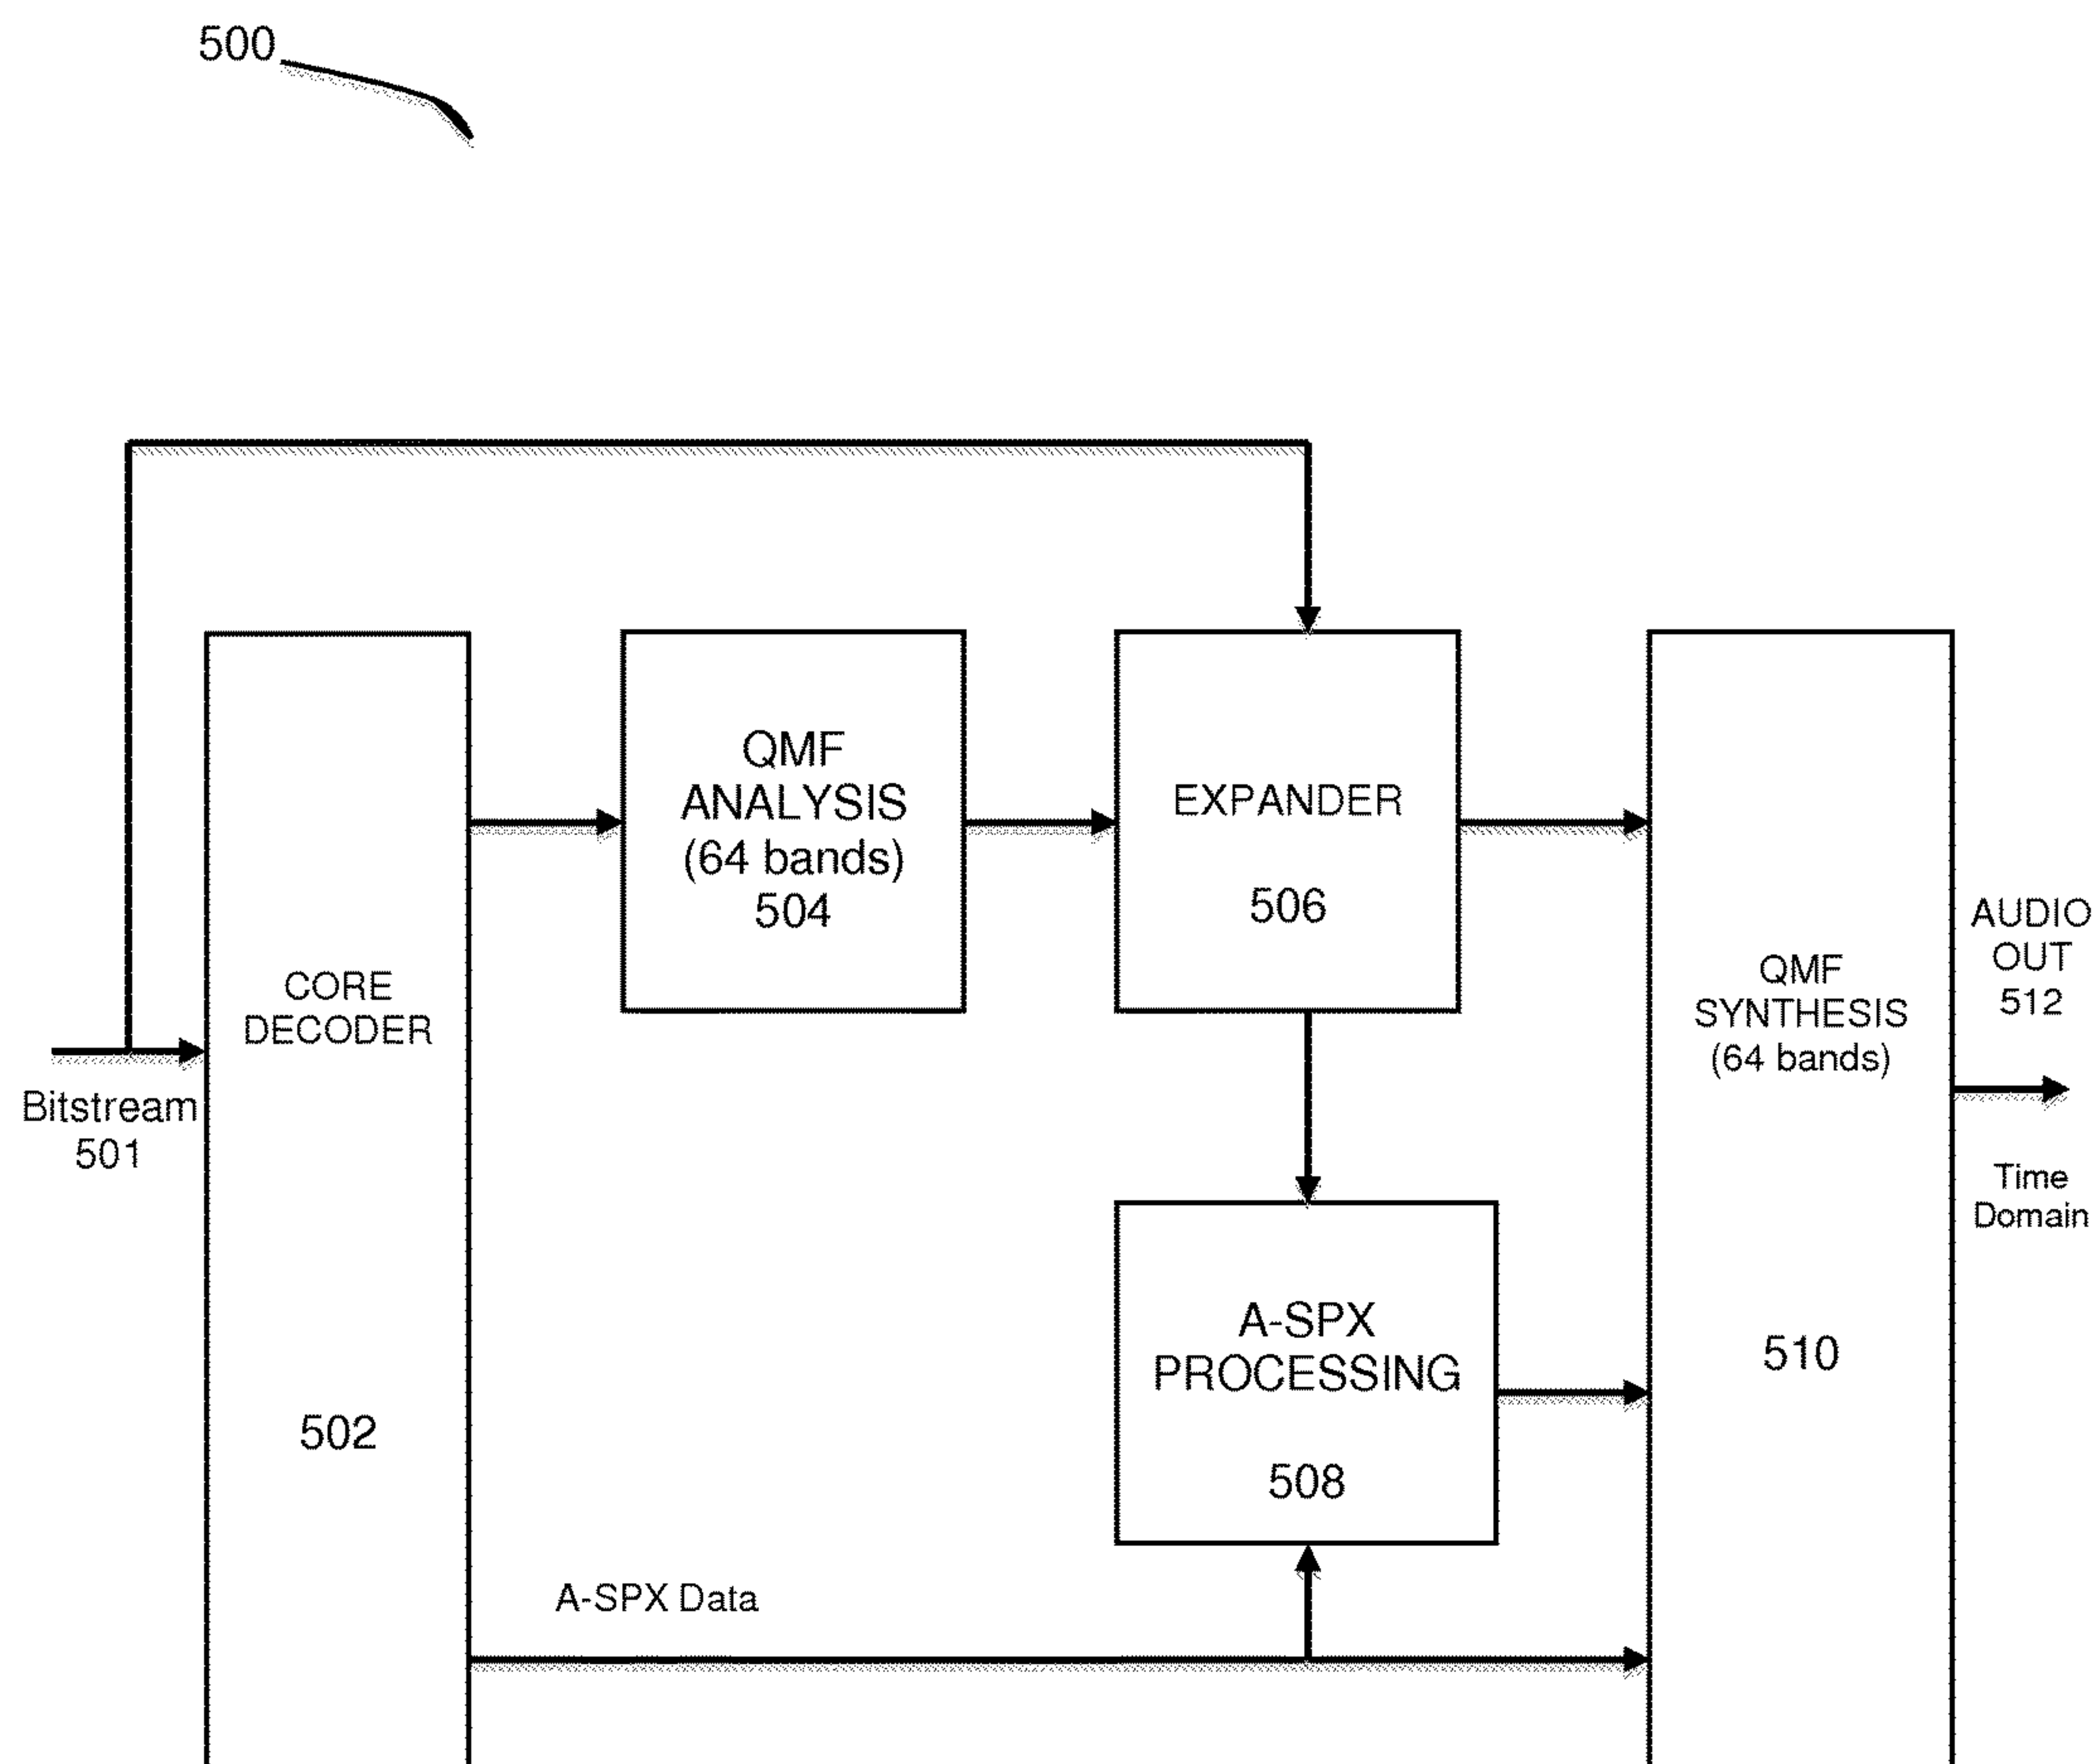 500
QMF
ANALYSIS
(64 bands)
504
EXPANDER
506
CORE
DECODER
502
Bitstream
501
QMF
SYNTHESIS
(64 bands)
510
AUDIO
OUT
512
Time
Domain
A-SPX
PROCESSING
508
A-SPX Data